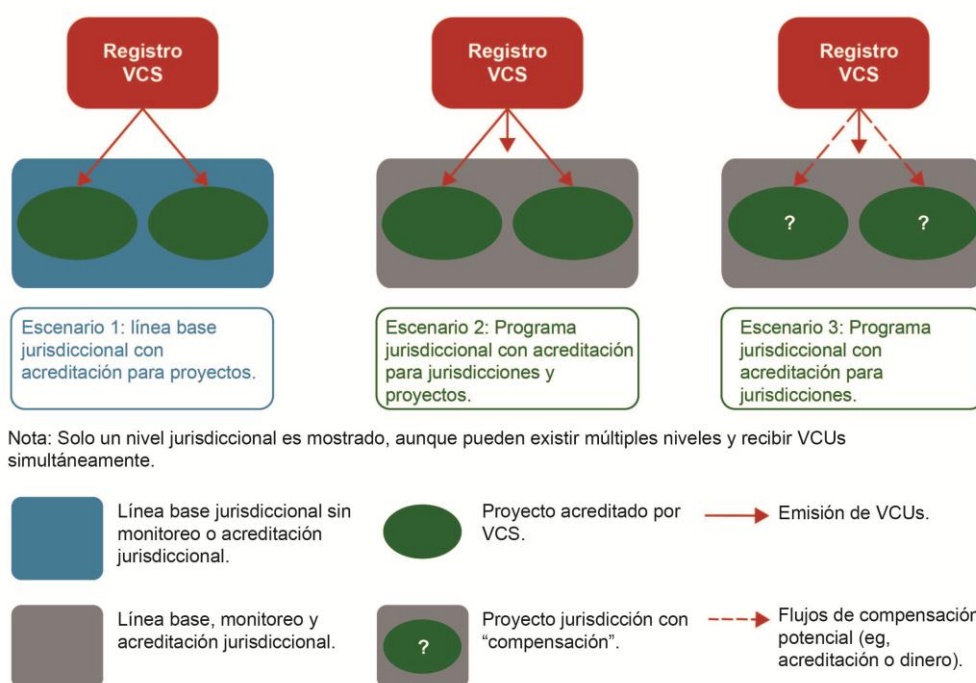 Registro
VCS
Registro
VCS
Registro
VCS
?
?
Escenario 1: línea base
jurisdiccional con
acreditación para proyectos.
Escenario 2: Programa
jurisdiccional con acreditación
para jurisdicciones y
proyectos.
Escenario 3: Programa
jurisdiccional con
acreditación para
jurisdicciones.
Nota: Solo un nivel jurisdiccional es mostrado, aunque pueden existir múltiples niveles y recibir VCUs
simultáneamente.
Línea base jurisdiccional sin
monitoreo o acreditación
jurisdiccional.
Proyecto acreditado por
VCS.
Emisión de VCUs.
Línea base, monitoreo y
acreditación jurisdiccional.
?
Proyecto jurisdicción con
“compensación”.
Flujos de compensación
potencial (eg,
acreditación o dinero).